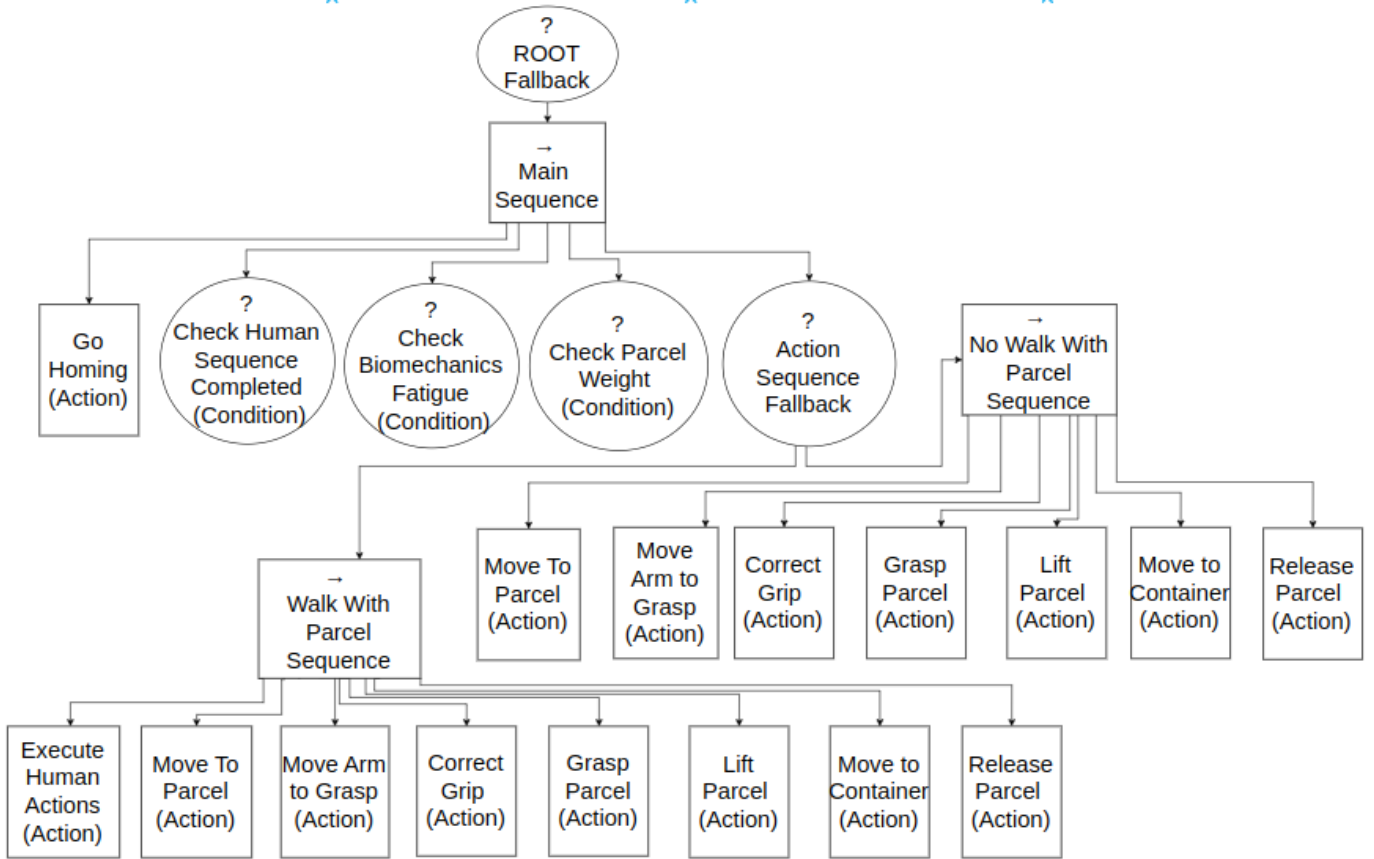 ?
ROOT
Fallback
→
Main
Sequence
Go
Homing
(Action)
?
Check Human
Sequence
Completed
(Condition)
?
Check
Biomechanics
Fatigue
(Condition)
?
Check Parcel
Weight
(Condition)
?
Action
Sequence
Fallback
→
No Walk With
Parcel
Sequence
Move To
Parcel
(Action)
Move
Arm to
Grasp
(Action)
Correct
Grip
(Action)
Grasp
Parcel
(Action)
Lift
Parcel
(Action)
Move to
Container
(Action)
Release
Parcel
(Action)
→
Walk With
Parcel
Sequence
Execute
Human
Actions
(Action)
Move To
Parcel
(Action)
Move Arm
to Grasp
(Action)
Correct
Grip
(Action)
Grasp
Parcel
(Action)
Lift
Parcel
(Action)
Move to
Container
(Action)
Release
Parcel
(Action)